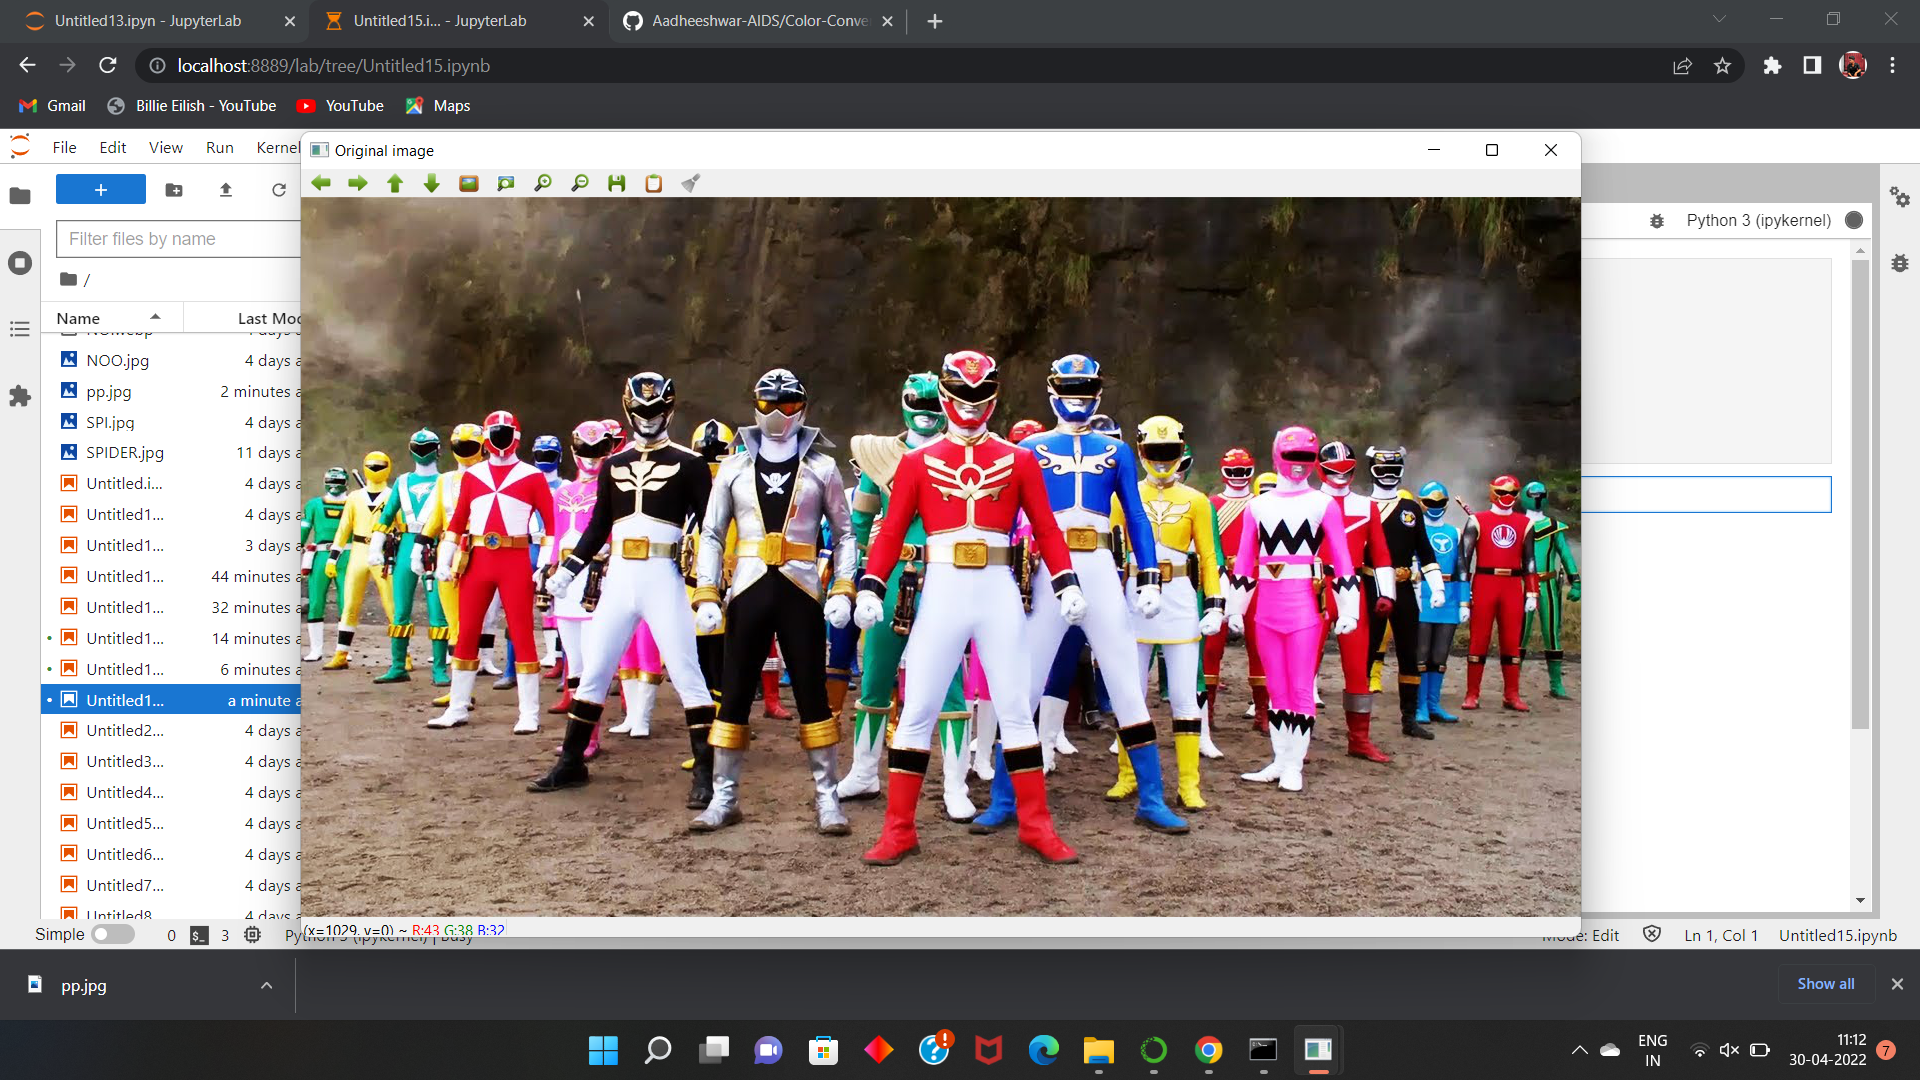 Untitled13.ipyn - JupyterLab
Untitled15.i... - JupyterLab
Aadheeshwar-AIDS/Color-Conve
localhost:8889/lab/tree/Untitled15.ipynb
Gmail
Billie Eilish - YouTube
YouTube
Maps
File
Edit
View
Run
Kernel
Original image
Filter files by name
Python 3 (ipykernel)
/
Name
Last Mod
NOO.jpg 4 days a
pp.jpg 2 minutes a
SPI.jpg 4 days a
SPIDER.jpg 11 days a
Untitled.i... 4 days a
Untitled1... 4 days a
Untitled1... 3 days a
Untitled1... 44 minutes a
Untitled1... 32 minutes a
Untitled1... 14 minutes a
Untitled1... 6 minutes a
Untitled1... a minute a
Untitled2... 4 days a
Untitled3... 4 days a
Untitled4... 4 days a
Untitled5... 4 days a
Untitled6... 4 days a
Untitled7... 4 days a
Untitled8 4 days a
(x=1029, y=0) ~ R:43 G:38 B:32
Simple
0
$_
3
Python 3 (ipykernel) | Busy
Mode: Edit
Ln 1, Col 1
Untitled15.ipynb
pp.jpg
Show all
ENG
IN
11:12
30-04-2022
7